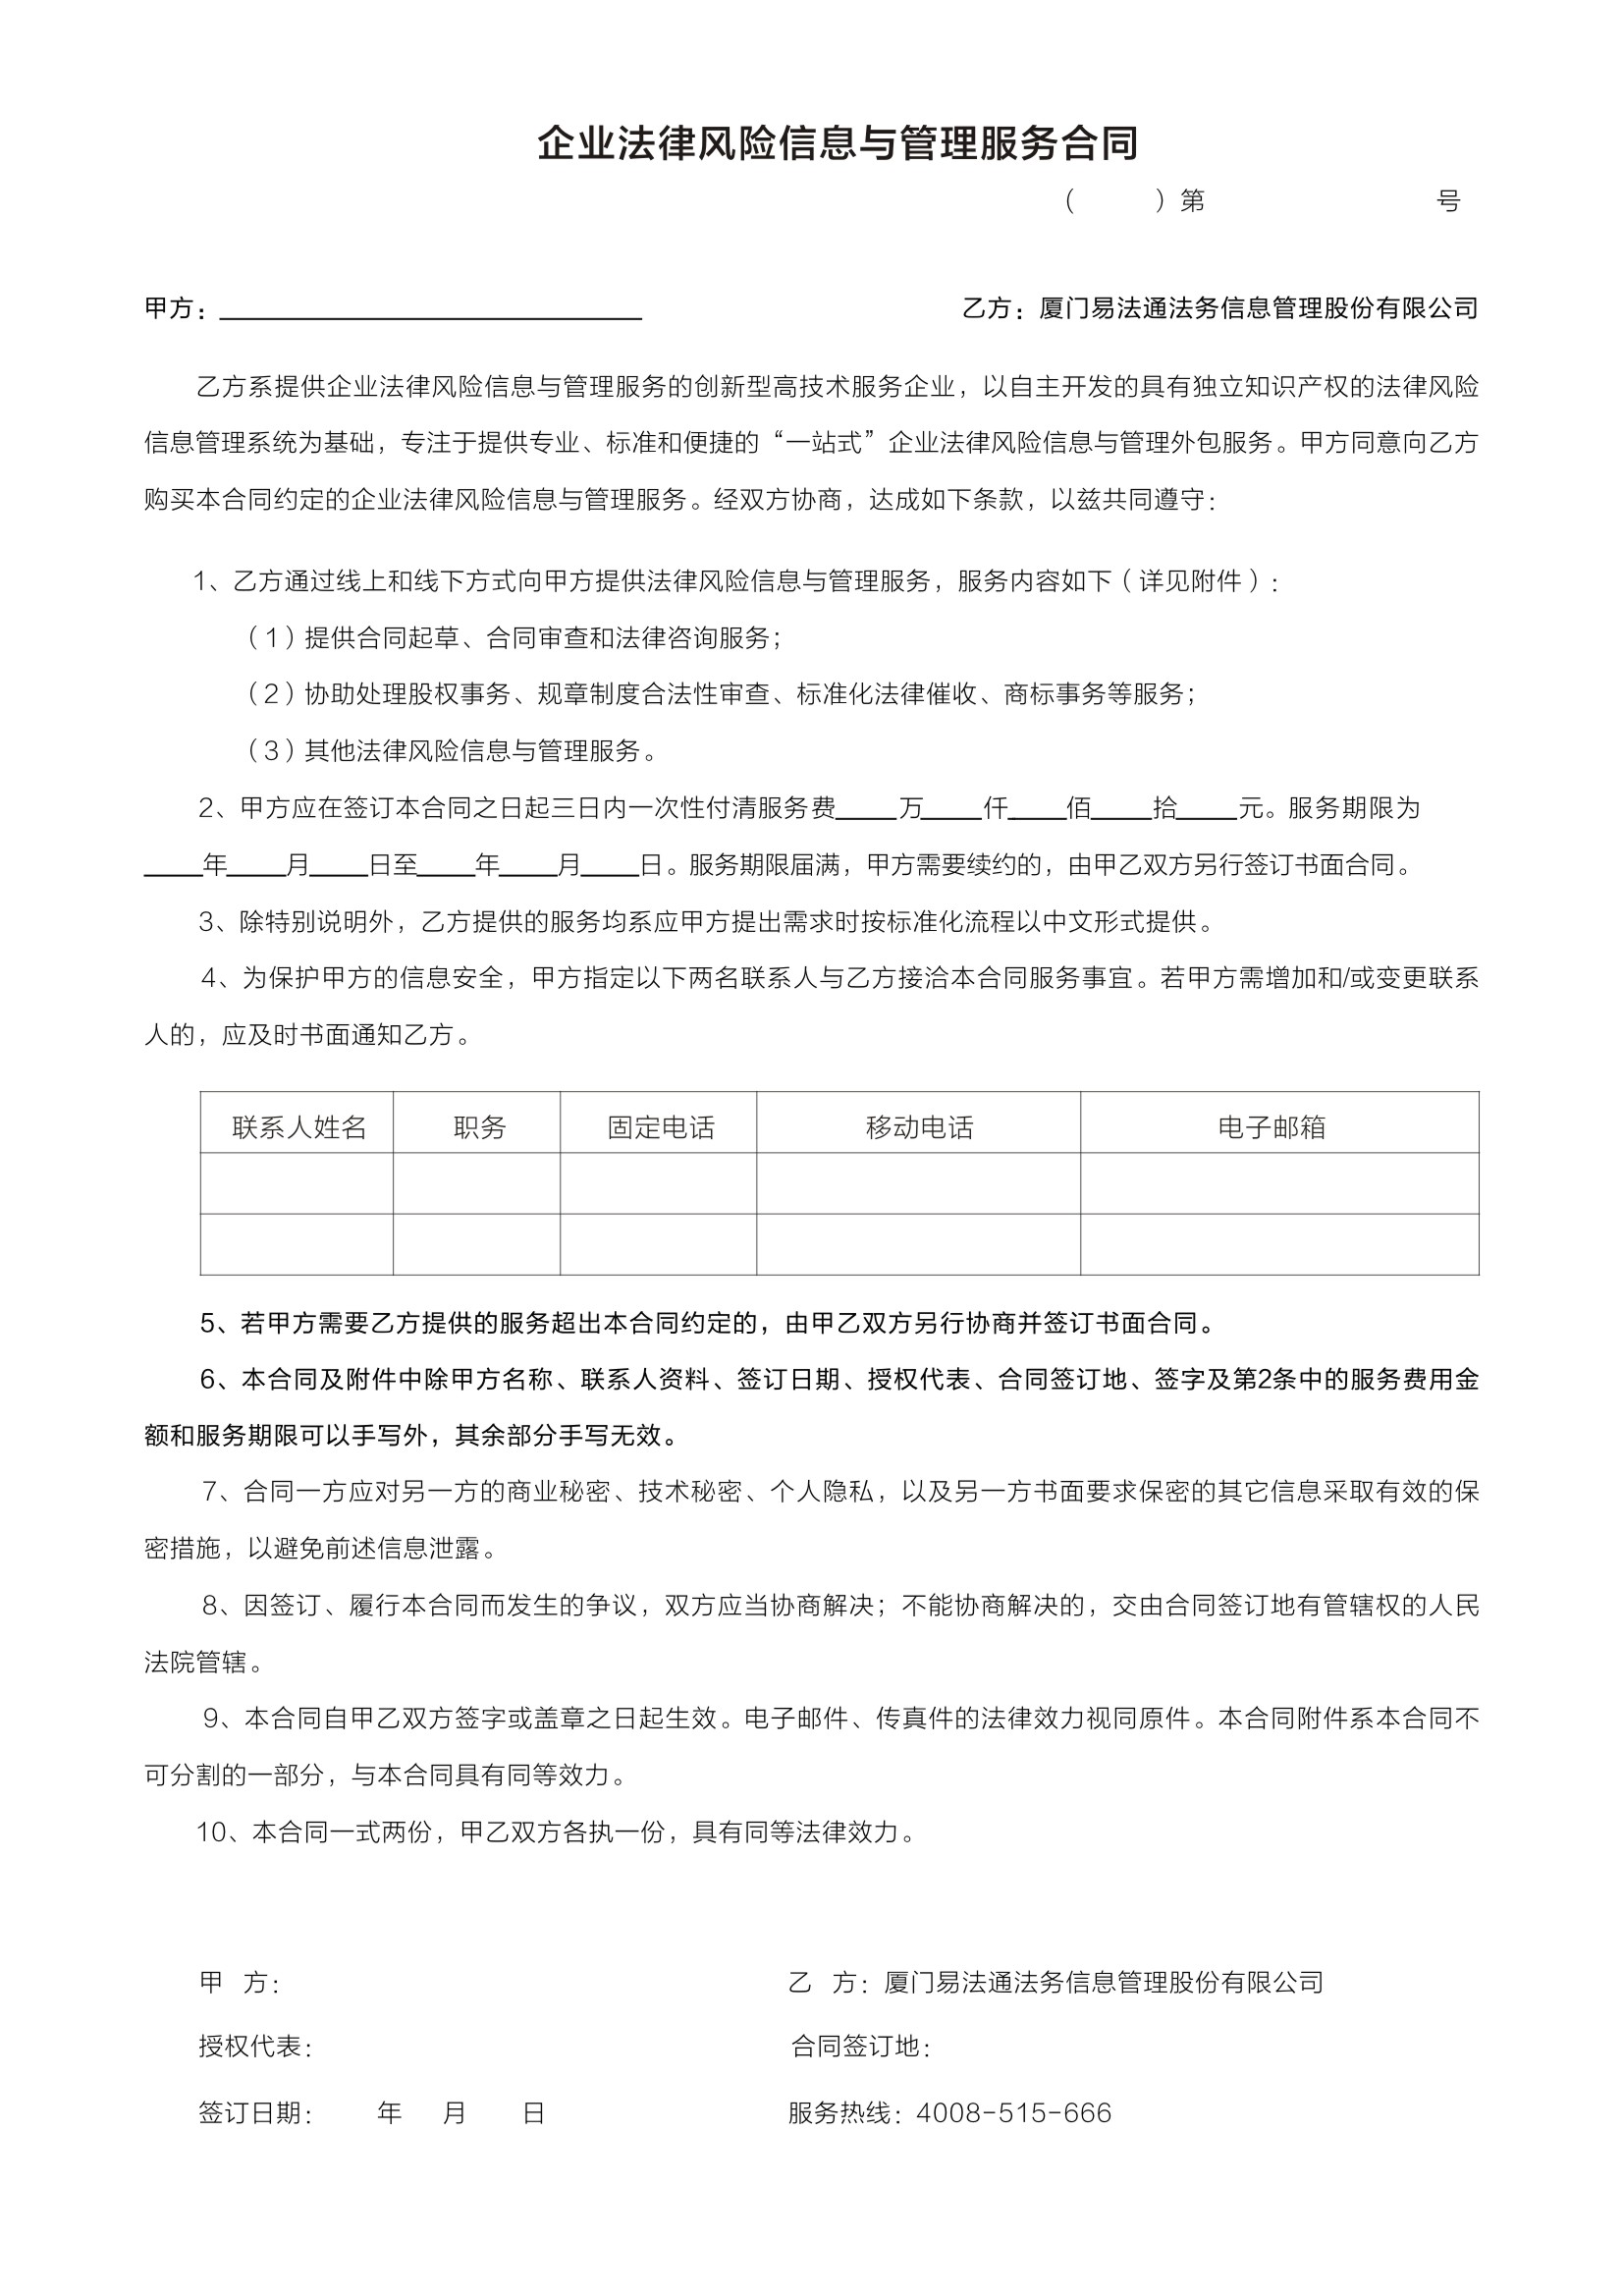 企业法律风险信息与管理服务合同
（　　　）第　　　　　　　　　号
甲方：________________ 乙方：厦门易法通法务信息管理股份有限公司
乙方系提供企业法律风险信息与管理服务的创新型高技术服务企业，以自主开发的具有独立知识产权的法律风险
信息管理系统为基础，专注于提供专业、标准和便捷的“一站式”企业法律风险信息与管理外包服务。甲方同意向乙方
购买本合同约定的企业法律风险信息与管理服务。经双方协商，达成如下条款，以兹共同遵守：
1、乙方通过线上和线下方式向甲方提供法律风险信息与管理服务，服务内容如下（详见附件）：
（1）提供合同起草、合同审查和法律咨询服务；
（2）协助处理股权事务、规章制度合法性审查、标准化法律催收、商标事务等服务；
（3）其他法律风险信息与管理服务。
2、甲方应在签订本合同之日起三日内一次性付清服务费____万____仟____佰____拾____元。服务期限为
____年____月____日至____年____月____日。服务期限届满，甲方需要续约的，由甲乙双方另行签订书面合同。
3、除特别说明外，乙方提供的服务均系应甲方提出需求时按标准化流程以中文形式提供。
4、为保护甲方的信息安全，甲方指定以下两名联系人与乙方接洽本合同服务事宜。若甲方需增加和/或变更联系
人的，应及时书面通知乙方。
联系人姓名 职务 固定电话 移动电话 电子邮箱
5、若甲方需要乙方提供的服务超出本合同约定的，由甲乙双方另行协商并签订书面合同。
6、本合同及附件中除甲方名称、联系人资料、签订日期、授权代表、合同签订地、签字及第2条中的服务费用金
额和服务期限可以手写外，其余部分手写无效。
7、合同一方应对另一方的商业秘密、技术秘密、个人隐私，以及另一方书面要求保密的其它信息采取有效的保
密措施，以避免前述信息泄露。
8、因签订、履行本合同而发生的争议，双方应当协商解决；不能协商解决的，交由合同签订地有管辖权的人民
法院管辖。
9、本合同自甲乙双方签字或盖章之日起生效。电子邮件、传真件的法律效力视同原件。本合同附件系本合同不
可分割的一部分，与本合同具有同等效力。
10、本合同一式两份，甲乙双方各执一份，具有同等法律效力。
甲 方： 乙 方：厦门易法通法务信息管理股份有限公司
授权代表： 合同签订地：
签订日期： 年 月 日 服务热线：4008-515-666